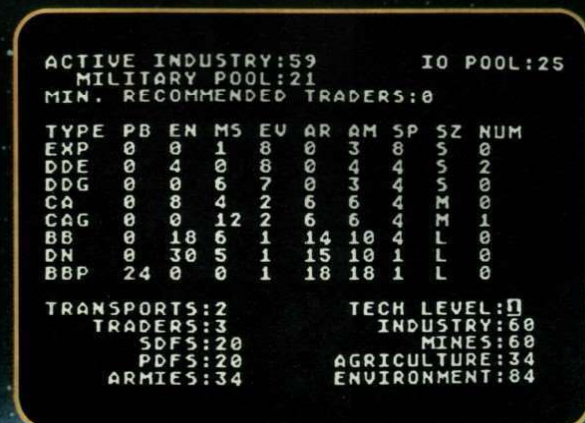 ACTIVE INDUSTRY:59 IO POOL:25
MILITARY POOL:21
MIN. RECOMMENDED TRADERS:0
TYPE PB EN MS EV AR AM SP SZ NUM
EXP 0 0 1 8 0 3 8 S 0
DDE 0 4 0 8 0 4 4 S 2
DDG 0 0 6 7 0 3 4 S 0
CA 0 8 4 2 6 6 4 M 0
CAG 0 0 12 2 6 6 4 M 1
BB 0 18 6 1 14 10 4 L 0
DN 0 30 5 1 15 10 1 L 0
BBP 24 0 0 1 18 18 1 L 0
TRANSPORTS:2 TECH LEVEL:1
TRADERS:3 INDUSTRY:60
SDFS:20 MINES:60
PDFS:20 AGRICULTURE:34
ARMIES:34 ENVIRONMENT:84